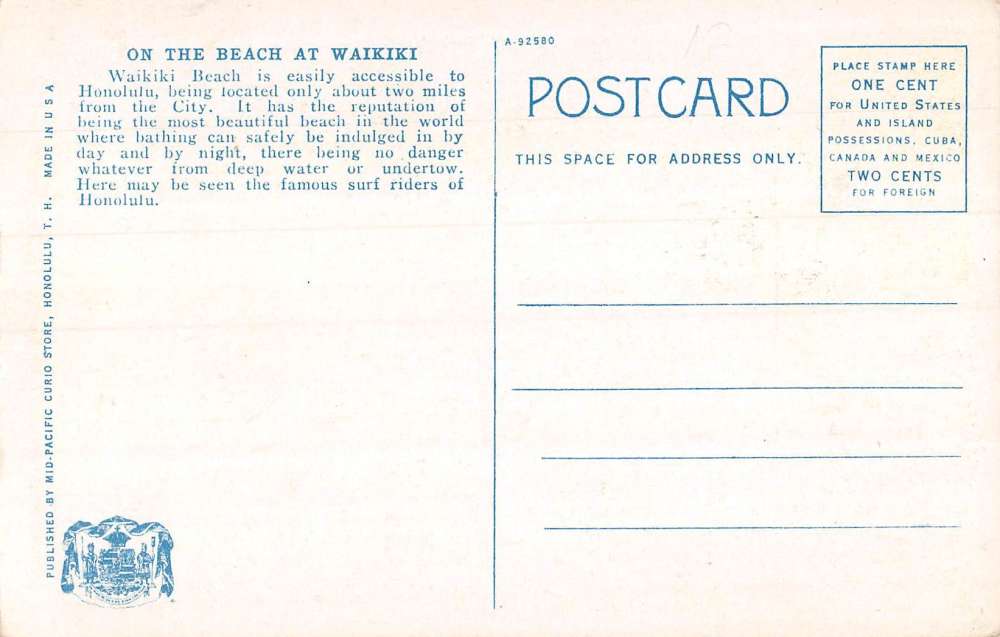 ON THE BEACH AT WAIKIKI
Waikiki Beach is easily accessible to
Honolulu, being located only about two miles
from the City. It has the reputation of
being the most beautiful beach in the world
where bathing can safely be indulged in by
day and by night, there being no danger
whatever from deep water or undertow.
Here may be seen the famous surf riders of
Honolulu.
PUBLISHED BY MID-PACIFIC CURIO STORE, HONOLULU, T. H. MADE IN USA
A-92580
POSTCARD
THIS SPACE FOR ADDRESS ONLY.
PLACE STAMP HERE
ONE CENT
FOR UNITED STATES
AND ISLAND
POSSESSIONS, CUBA,
CANADA AND MEXICO
TWO CENTS
FOR FOREIGN